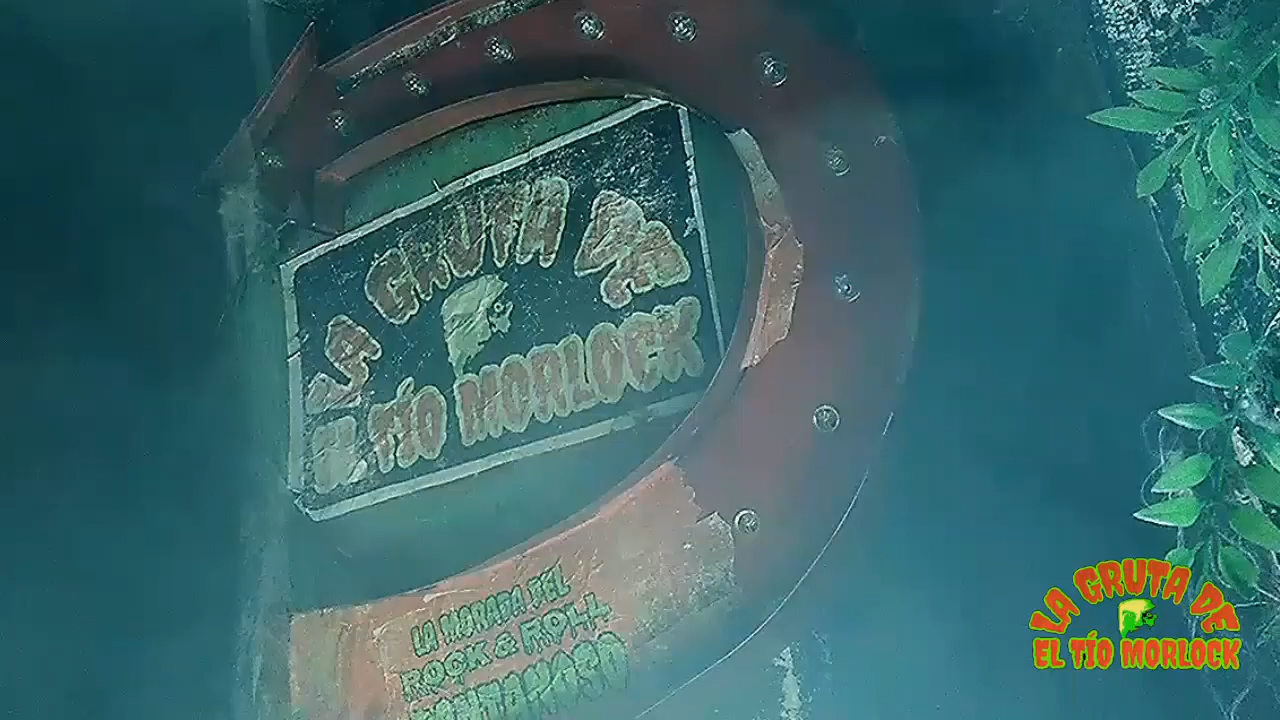 LA GRUTA DE
EL TÍO MORLOCK
LA MORADA DEL
ROCK & ROLL
LA GRUTA DE
EL TÍO MORLOCK